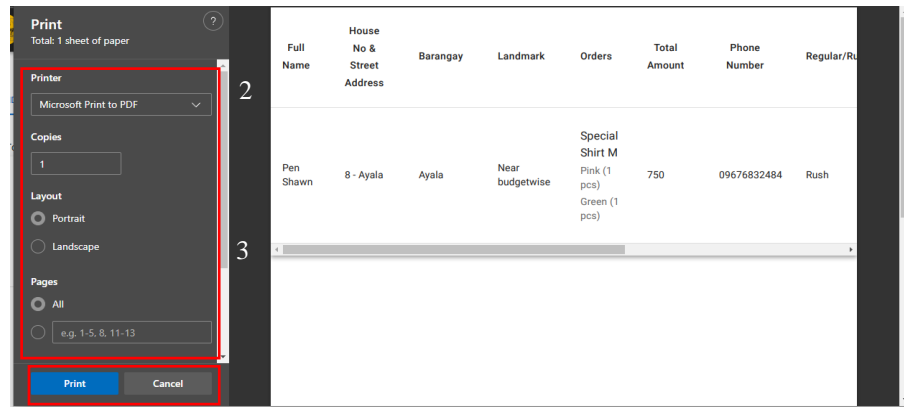 Print
?
Total: 1 sheet of paper
Printer
Microsoft Print to PDF
2
Copies
1
Layout
Portrait
Landscape
3
Pages
All
e.g. 1-5, 8, 11-13
Print Cancel
Full Name
House No & Street Address
Barangay
Landmark
Orders
Total Amount
Phone Number
Regular/Ru
Pen Shawn
8 - Ayala
Ayala
Near budgetwise
Special Shirt M
Pink (1 pcs)
Green (1 pcs)
750
09676832484
Rush